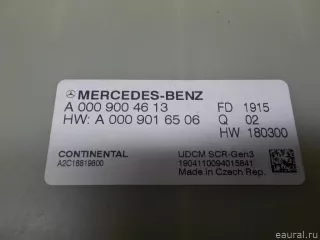 MERCEDES-BENZ
A 000 900 46 13 FD 1915
HW: A 000 901 65 06 Q 02
HW 180300
CONTINENTAL UDCM SCR-Gen3
A2C16819800 1904110094015841
Made in Czech Rep.
eaural.ru